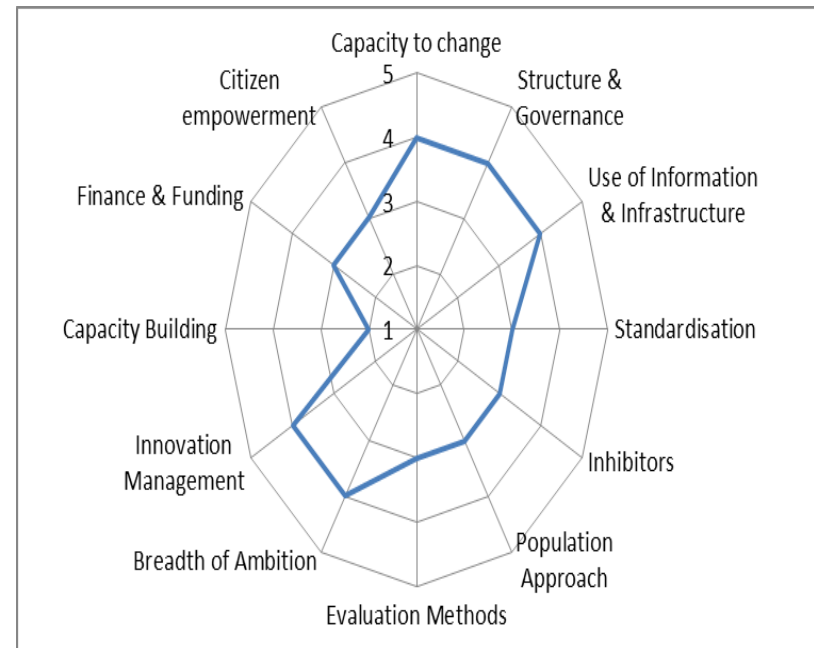 Capacity to change
Structure &
Governance
Use of Information
& Infrastructure
Standardisation
Inhibitors
Population
Approach
Evaluation Methods
Breadth of Ambition
Innovation
Management
Capacity Building
Finance & Funding
Citizen
empowerment
5
4
3
2
1